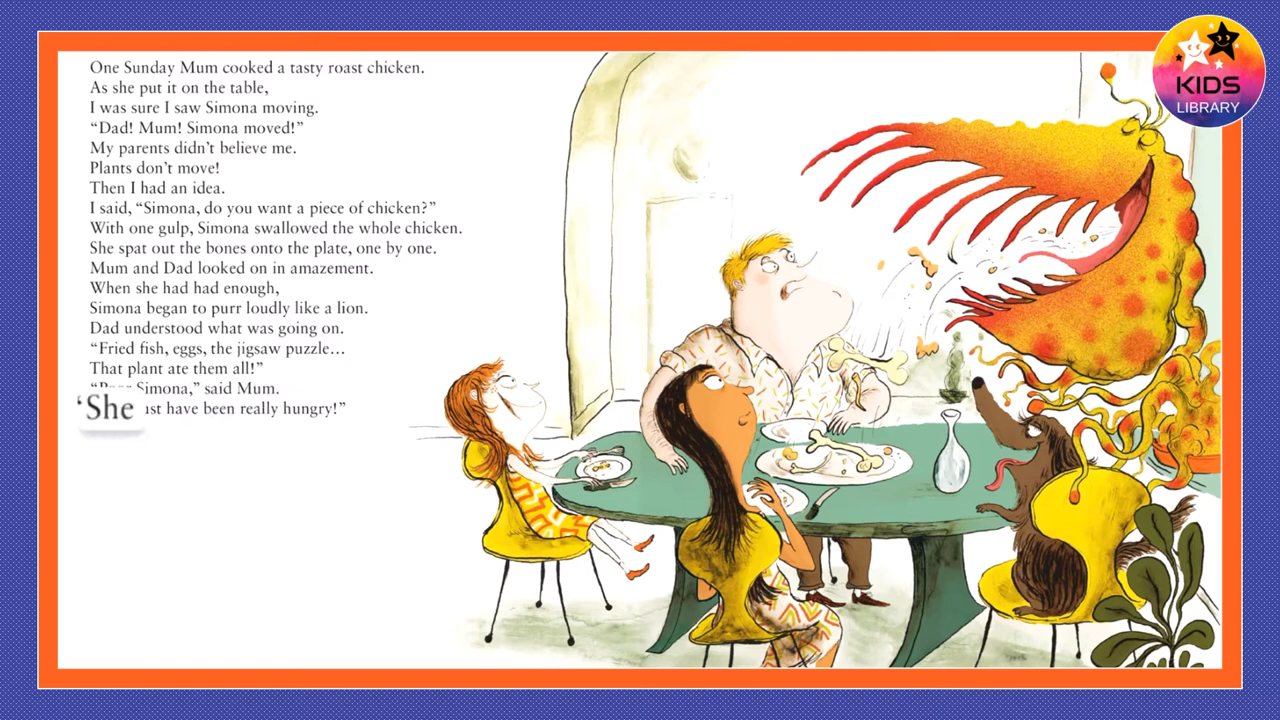 One Sunday Mum cooked a tasty roast chicken.
As she put it on the table,
I was sure I saw Simona moving.
“Dad! Mum! Simona moved!”
My parents didn’t believe me.
Plants don’t move!
Then I had an idea.
I said, “Simona, do you want a piece of chicken?”
With one gulp, Simona swallowed the whole chicken.
She spat out the bones onto the plate, one by one.
Mum and Dad looked on in amazement.
When she had had enough,
Simona began to purr loudly like a lion.
Dad understood what was going on.
“Fried fish, eggs, the jigsaw puzzle…
That plant ate them all!”
Simona,” said Mum.
‘She have been really hungry!”
KIDS
LIBRARY